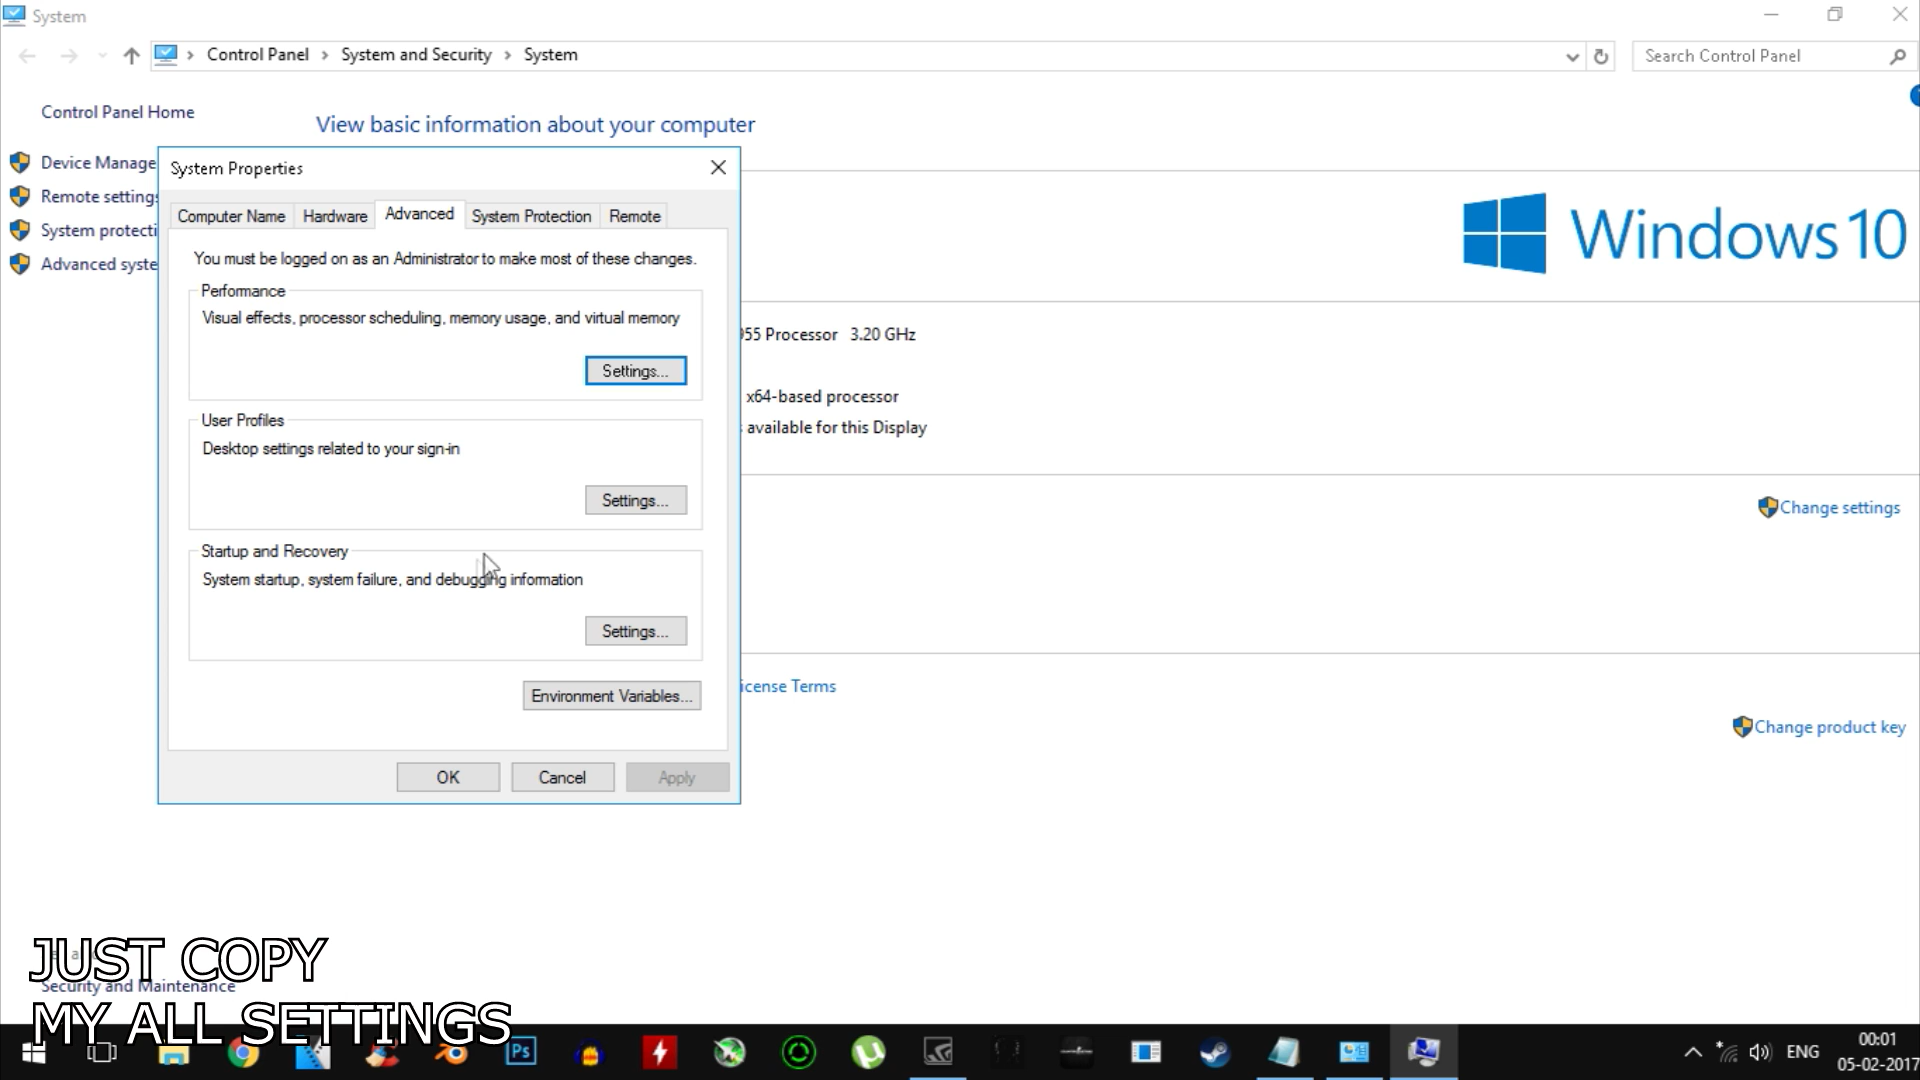 System
Control Panel > System and Security > System
Search Control Panel
Control Panel Home
View basic information about your computer
Device Manage
Remote settings
System protecti
Advanced syste
System Properties
Computer Name
Hardware
Advanced
System Protection
Remote
You must be logged on as an Administrator to make most of these changes.
Performance
Visual effects, processor scheduling, memory usage, and virtual memory
Settings...
User Profiles
Desktop settings related to your sign-in
Settings...
Startup and Recovery
System startup, system failure, and debugging information
Settings...
Environment Variables...
OK
Cancel
Apply
Windows 10
955 Processor 3.20 GHz
x64-based processor
available for this Display
Change settings
icense Terms
Change product key
JUST COPY
Security and Maintenance
MY ALL SETTINGS
Ps
ENG
00:01
05-02-2017